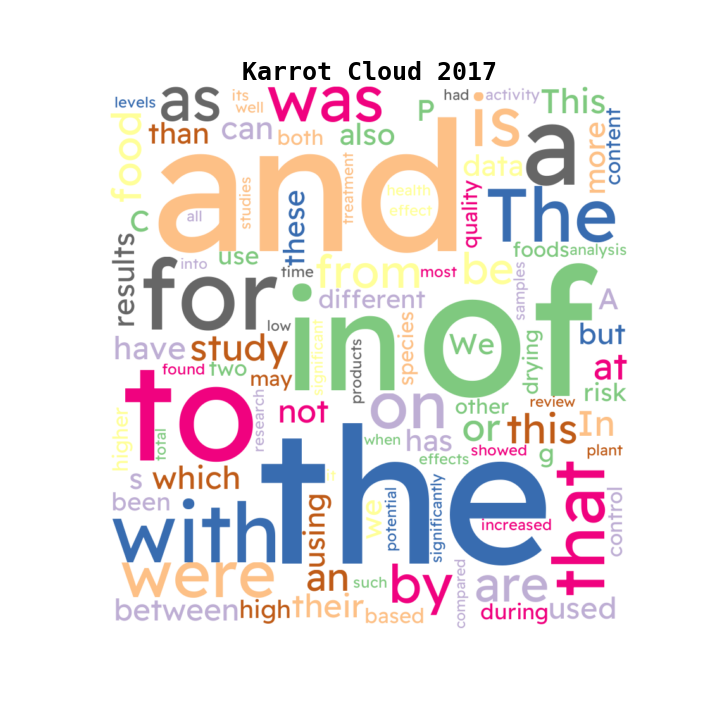 Karrot Cloud 2017
levels
as
its
well
was
had
activity
This
P
is
a
food
than
can
both
also
more
content
and
data
health
effect
treatment
studies
all
C
these
quality
The
use
foods
analysis
results
into
for
time
from
most
be
samples
A
different
in
of
We
low
but
have
study
significant
products
species
drying
at
found
two
may
risk
to
research
not
on
other
review
or
this
In
higher
total
when
has
showed
plant
effects
g
s
which
it
the
that
been
with
using
we
potential
significantly
increased
control
were
an
such
by
compared
are
between
high
their
based
during
used